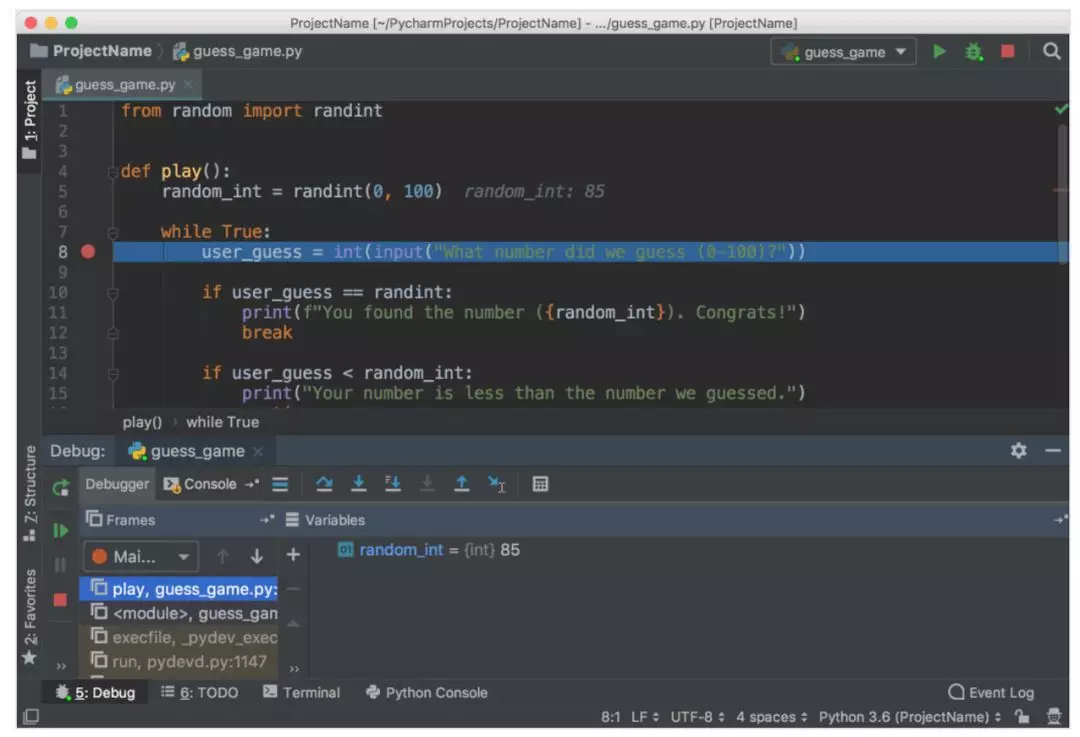 ProjectName [~/PycharmProjects/ProjectName] - .../guess_game.py [ProjectName]
ProjectName guess_game.py guess_game
guess_game.py
1: Project
1 from random import randint
2
3
4 def play():
5 random_int = randint(0, 100) random_int: 85
6
7 while True:
8 user_guess = int(input("What number did we guess (0-100)?"))
9
10 if user_guess == randint:
11 print(f"You found the number ({random_int}). Congrats!")
12 break
13
14 if user_guess < random_int:
15 print("Your number is less than the number we guessed.")
play() while True
Debug: guess_game
Z: Structure
Debugger Console
Frames Variables
Mai... random_int = {int} 85
play, guess_game.py:
<module>, guess_gam
execfile, _pydev_exec
run, pydevd.py:1147
2: Favorites
5: Debug 6: TODO Terminal Python Console Event Log
8:1 LF UTF-8 4 spaces Python 3.6 (ProjectName)